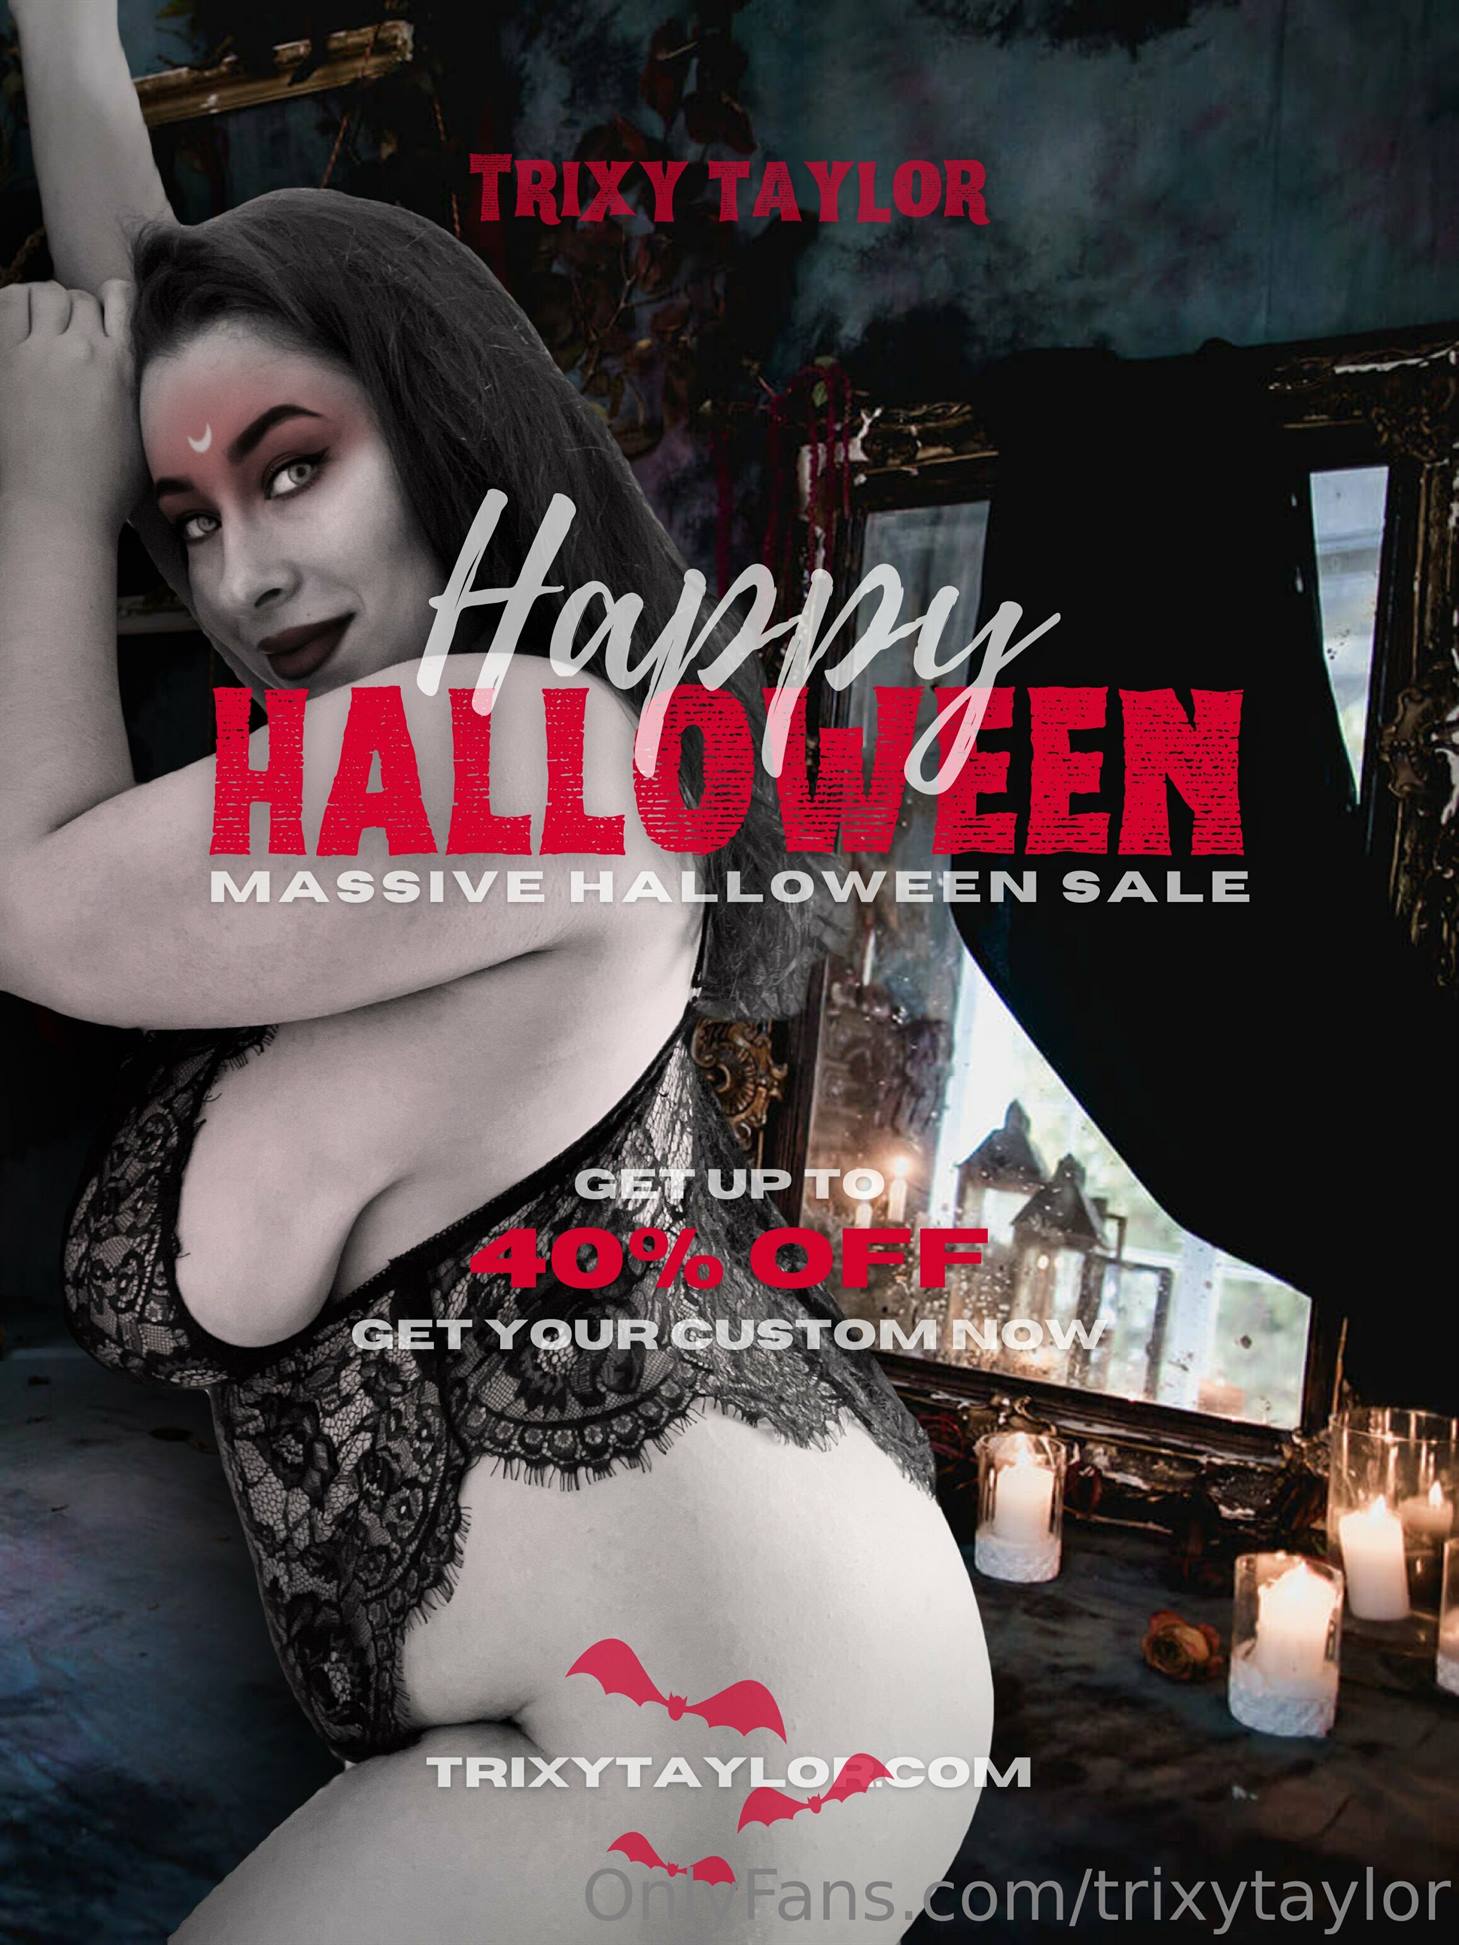 TRIXY TAYLOR
Happy
HALLOWEEN
MASSIVE HALLOWEEN SALE
GET UP TO
40% OFF
GET YOUR CUSTOM NOW
TRIXYTAYLOR.COM
OnlyFans.com/trixytaylor